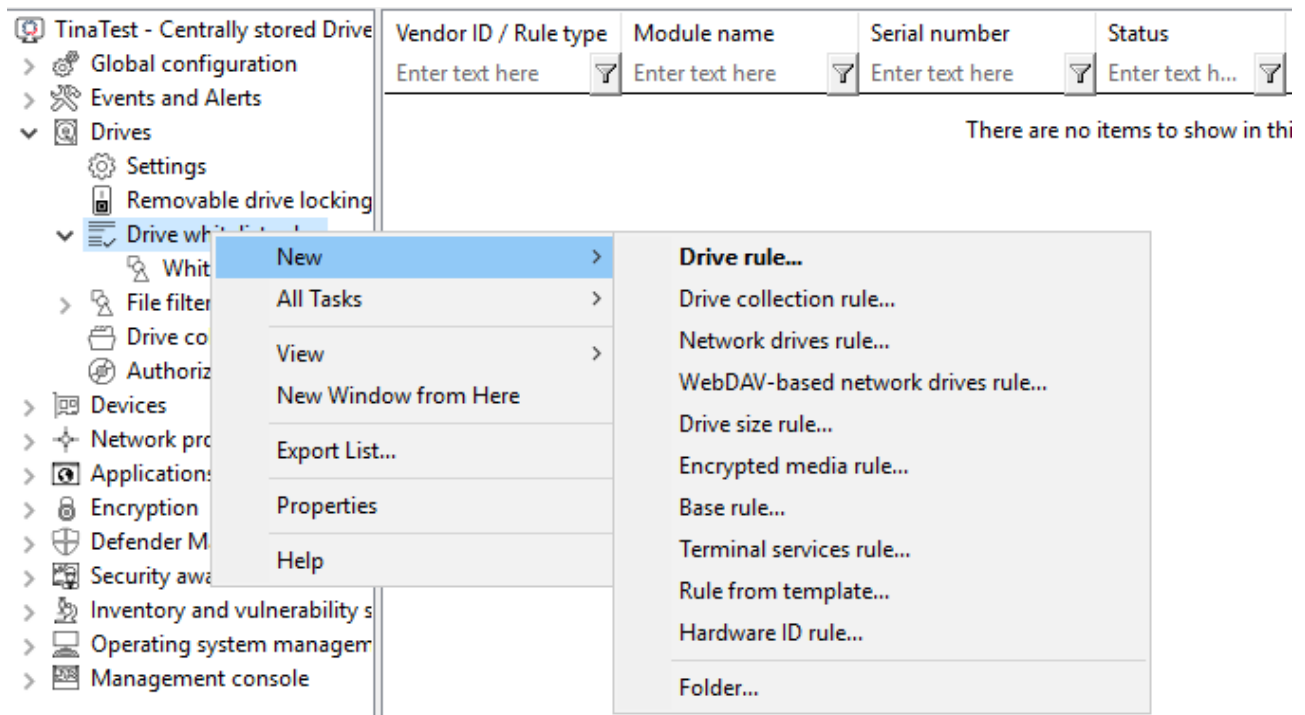 TinaTest - Centrally stored Drive
Global configuration
Events and Alerts
Drives
Settings
Removable drive locking
Drive
Whit
File filter
Drive co
Authoriz
Devices
Network pro
Applications
Encryption
Defender M
Security awa
Inventory and vulnerability s
Operating system managem
Management console
Vendor ID / Rule type Module name Serial number Status
Enter text here Enter text here Enter text here Enter text h...
There are no items to show in thi
New
All Tasks
View
New Window from Here
Export List...
Properties
Help
Drive rule...
Drive collection rule...
Network drives rule...
WebDAV-based network drives rule...
Drive size rule...
Encrypted media rule...
Base rule...
Terminal services rule...
Rule from template...
Hardware ID rule...
Folder...